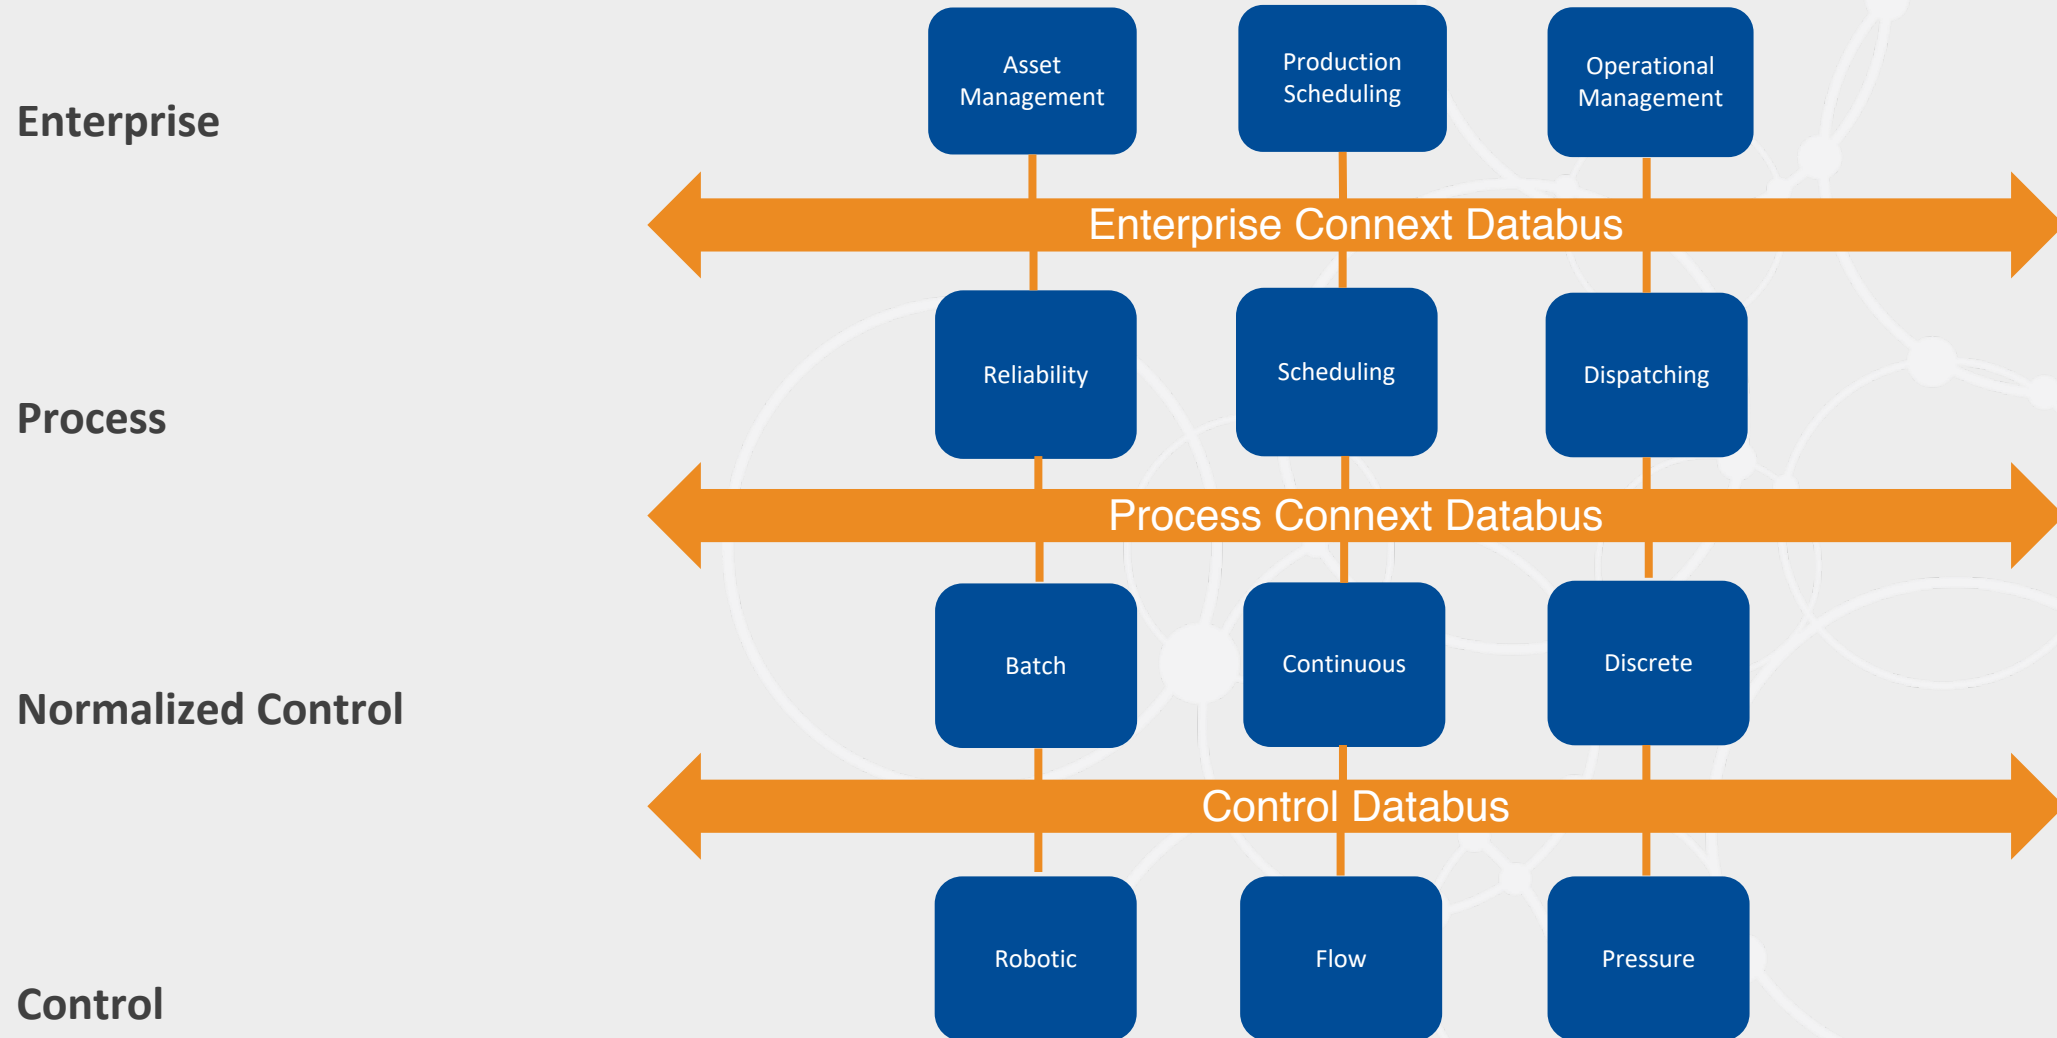 Enterprise
Asset
Management
Production
Scheduling
Operational
Management
Enterprise Connext Databus
Process
Reliability
Scheduling
Dispatching
Process Connext Databus
Normalized Control
Batch
Continuous
Discrete
Control Databus
Control
Robotic
Flow
Pressure